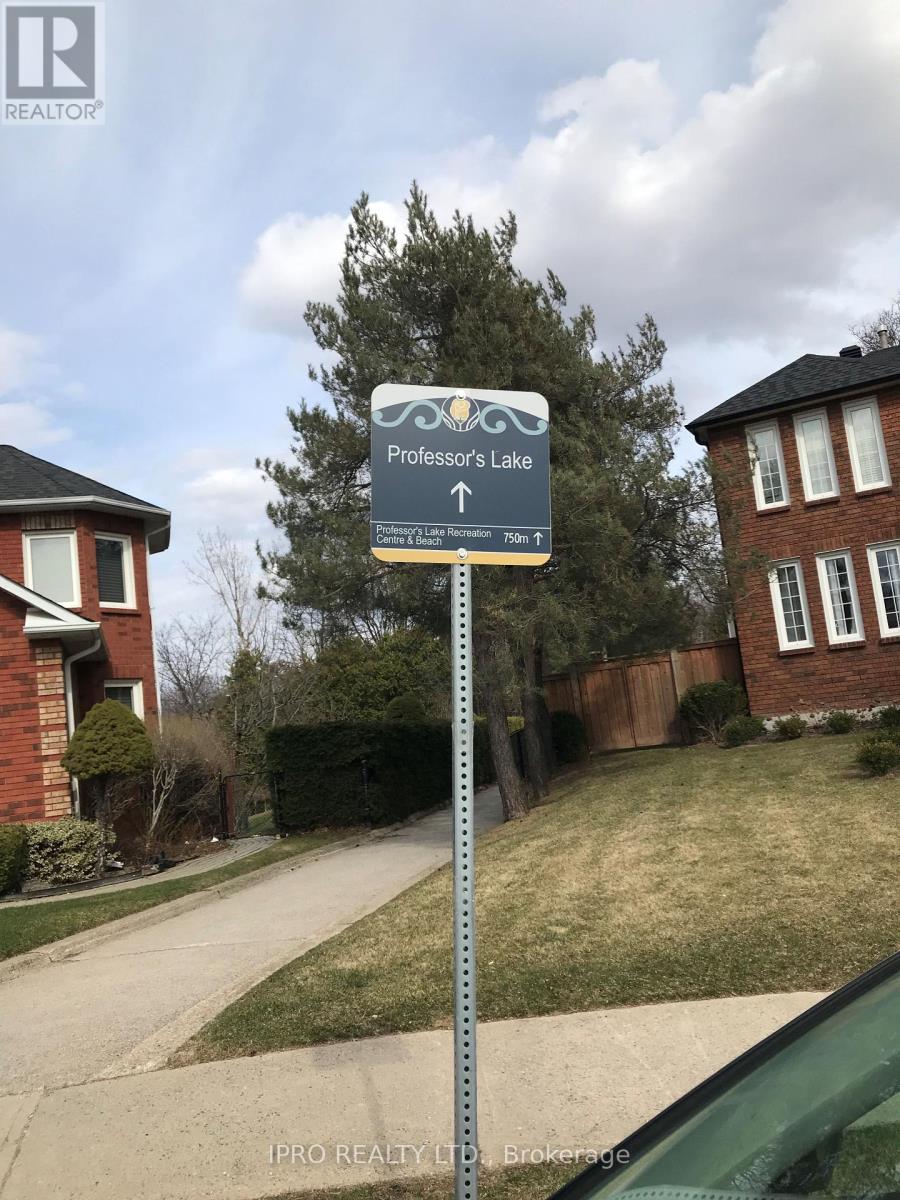 REALTOR®
Professor's Lake
↑
Professor's Lake Recreation
Centre & Beach 750m ↑
IPRO REALTY LTD., Brokerage